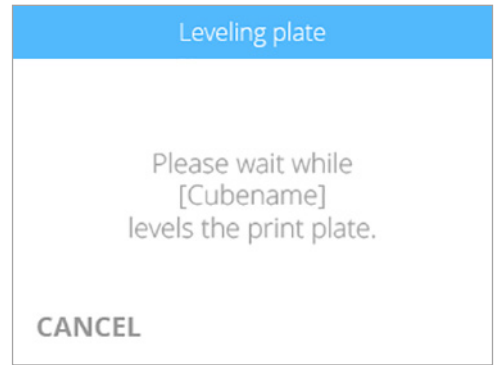 Leveling plate
Please wait while
[Cubename]
levels the print plate.
CANCEL